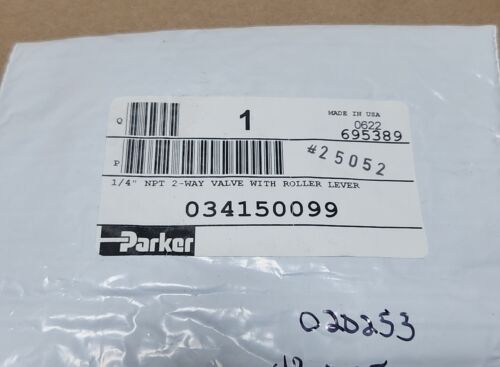 Q 1 MADE IN USA
0622
695389
P #25052
1/4" NPT 2-WAY VALVE WITH ROLLER LEVER
034150099
Parker
020253